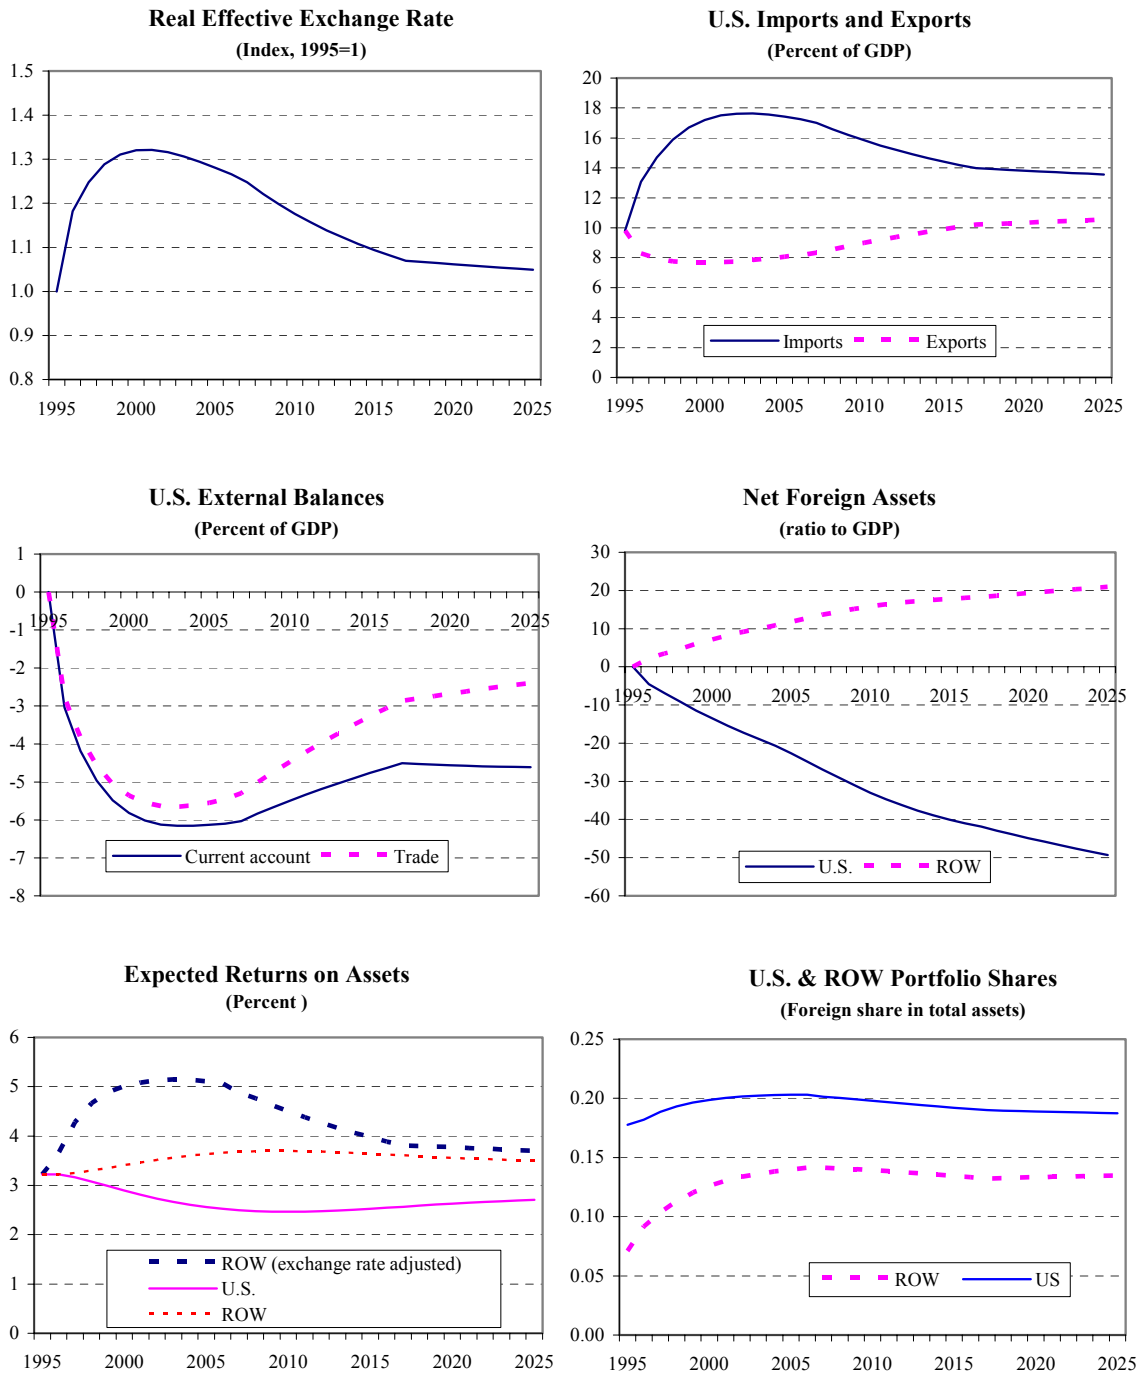 Real Effective Exchange Rate
(Index, 1995=1)
1.5
1.4
1.3
1.2
1.1
1.0
0.9
0.8
1995 2000 2005 2010 2015 2020 2025
U.S. Imports and Exports
(Percent of GDP)
20
18
16
14
12
10
8
6
4
2
0
Imports Exports
1995 2000 2005 2010 2015 2020 2025
U.S. External Balances
(Percent of GDP)
1
0
-1
-2
-3
-4
-5
-6
-7
-8
1995 2000 2005 2010 2015 2020 2025
Current account Trade
Net Foreign Assets
(ratio to GDP)
30
20
10
0
-10
-20
-30
-40
-50
-60
1995 2000 2005 2010 2015 2020 2025
U.S. ROW
Expected Returns on Assets
(Percent )
6
5
4
3
2
1
0
ROW (exchange rate adjusted)
U.S.
ROW
1995 2000 2005 2010 2015 2020 2025
U.S. & ROW Portfolio Shares
(Foreign share in total assets)
0.25
0.20
0.15
0.10
0.05
0.00
ROW US
1995 2000 2005 2010 2015 2020 2025